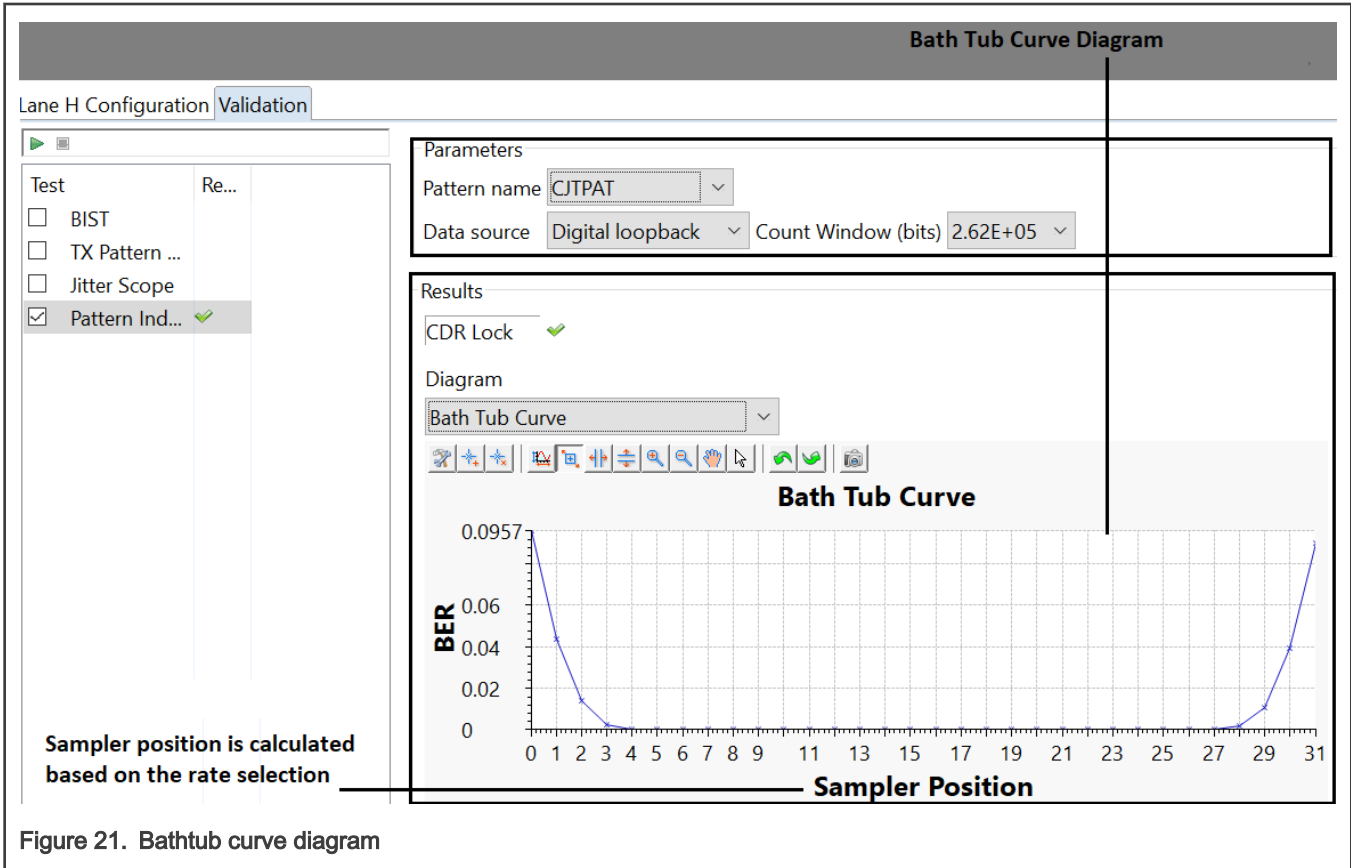 Bath Tub Curve Diagram
Lane H Configuration Validation
Test Re...
BIST
TX Pattern ...
Jitter Scope
Pattern Ind...
Parameters
Pattern name CJTPAT
Data source Digital loopback Count Window (bits) 2.62E+05
Results
CDR Lock
Diagram
Bath Tub Curve
Bath Tub Curve
0.0957
0.06
0.04
0.02
0
BER
0 1 2 3 4 5 6 7 8 9 11 13 15 17 19 21 23 25 27 29 31
Sampler Position
Sampler position is calculated
based on the rate selection
Figure 21. Bathtub curve diagram